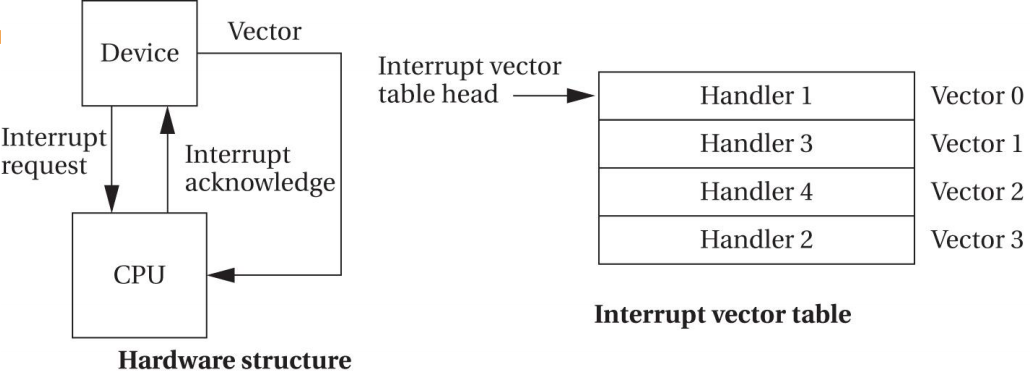 Device
Vector
Interrupt
request
Interrupt
acknowledge
CPU
Hardware structure
Interrupt vector
table head
Handler 1 Vector 0
Handler 3 Vector 1
Handler 4 Vector 2
Handler 2 Vector 3
Interrupt vector table